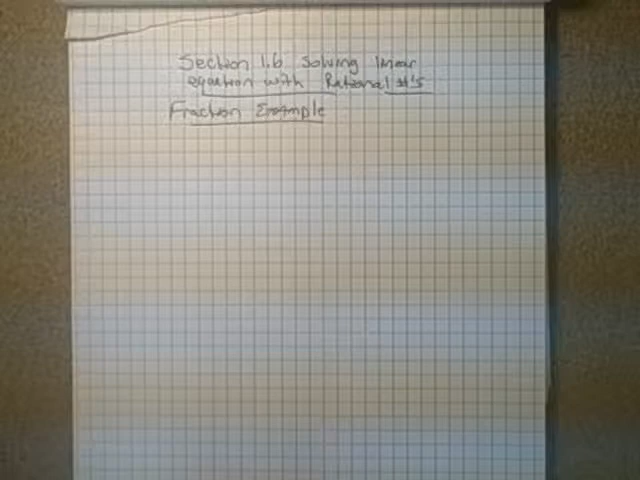 Section 1.6 Solving linear
equation with Rational #'s
Fraction Example